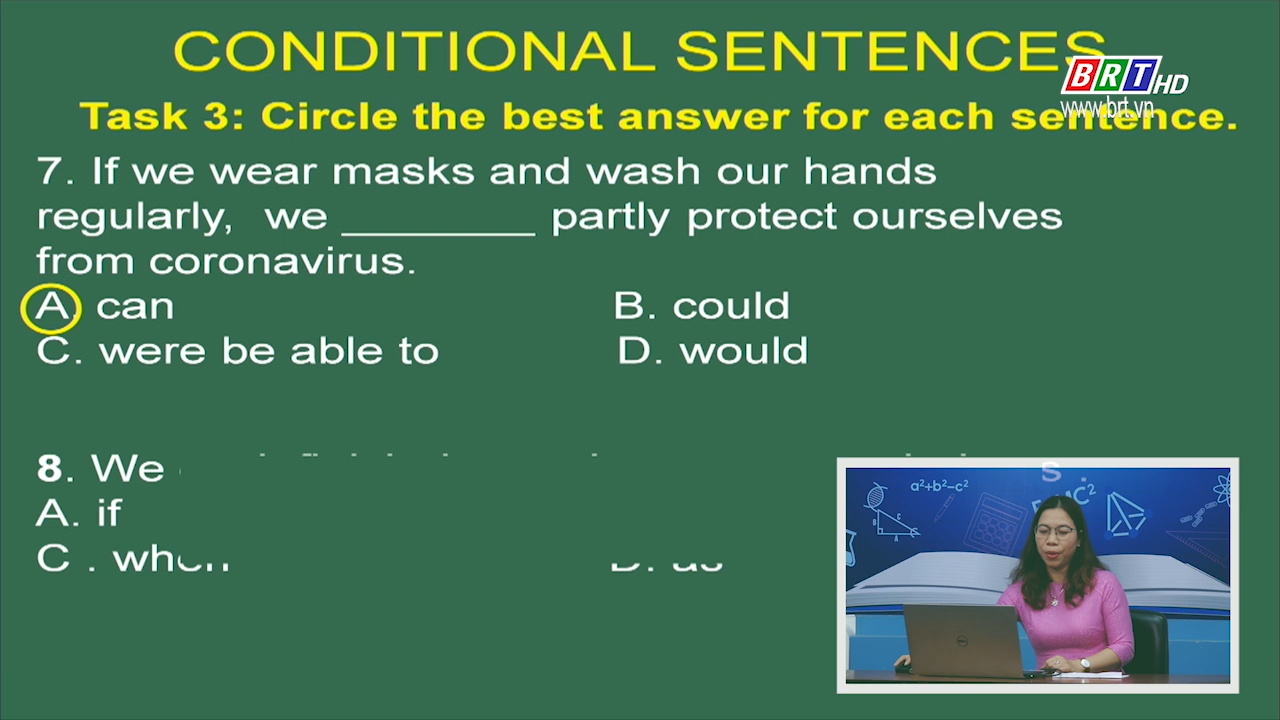 CONDITIONAL SENTENCES
BRT HD
www.brt.vn
Task 3: Circle the best answer for each sentence.
7. If we wear masks and wash our hands
regularly, we _________ partly protect ourselves
from coronavirus.
A. can B. could
C. were be able to D. would
8. We
A. if
C . when D. as
a²+b²-c²